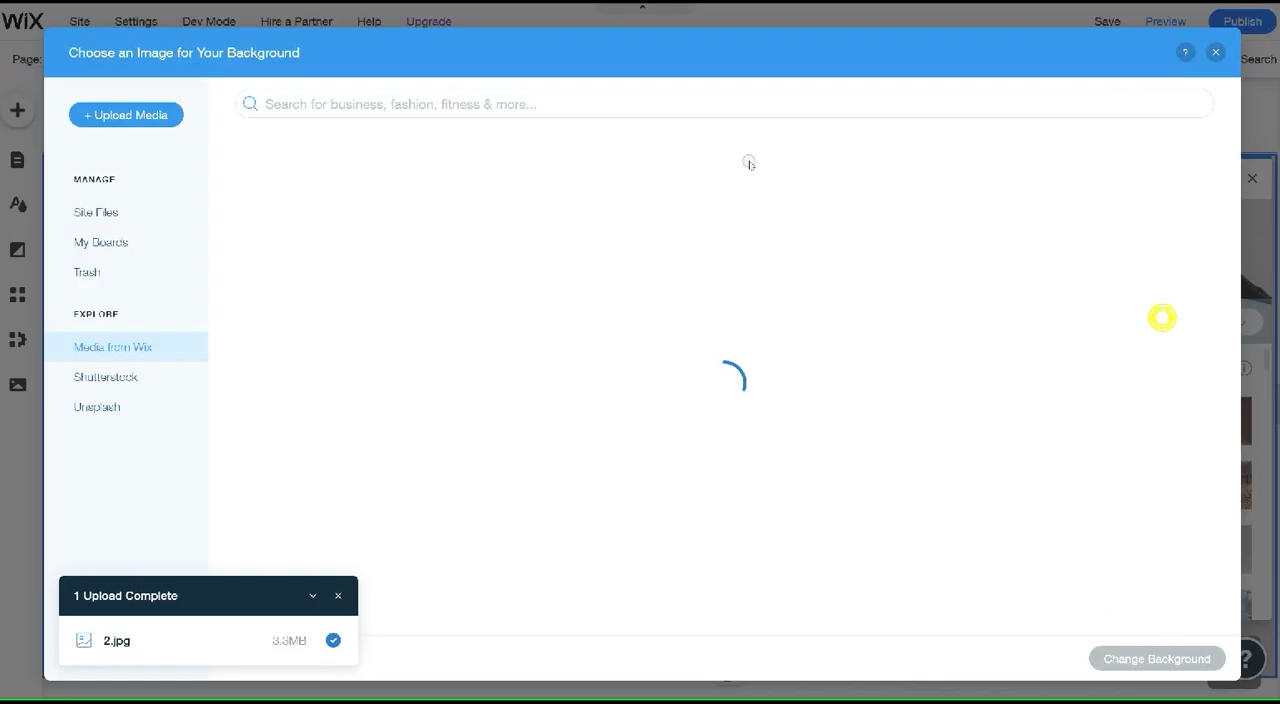 WiX Site Settings Dev Mode Hire a Partner Help Upgrade Save Preview Publish
Page: Search
Choose an Image for Your Background ? ×
+ Upload Media
Search for business, fashion, fitness & more...
MANAGE
Site Files
My Boards
Trash
EXPLORE
Media from Wix
Shutterstock
Unsplash
1 Upload Complete
2.jpg 3.3MB
Change Background ?